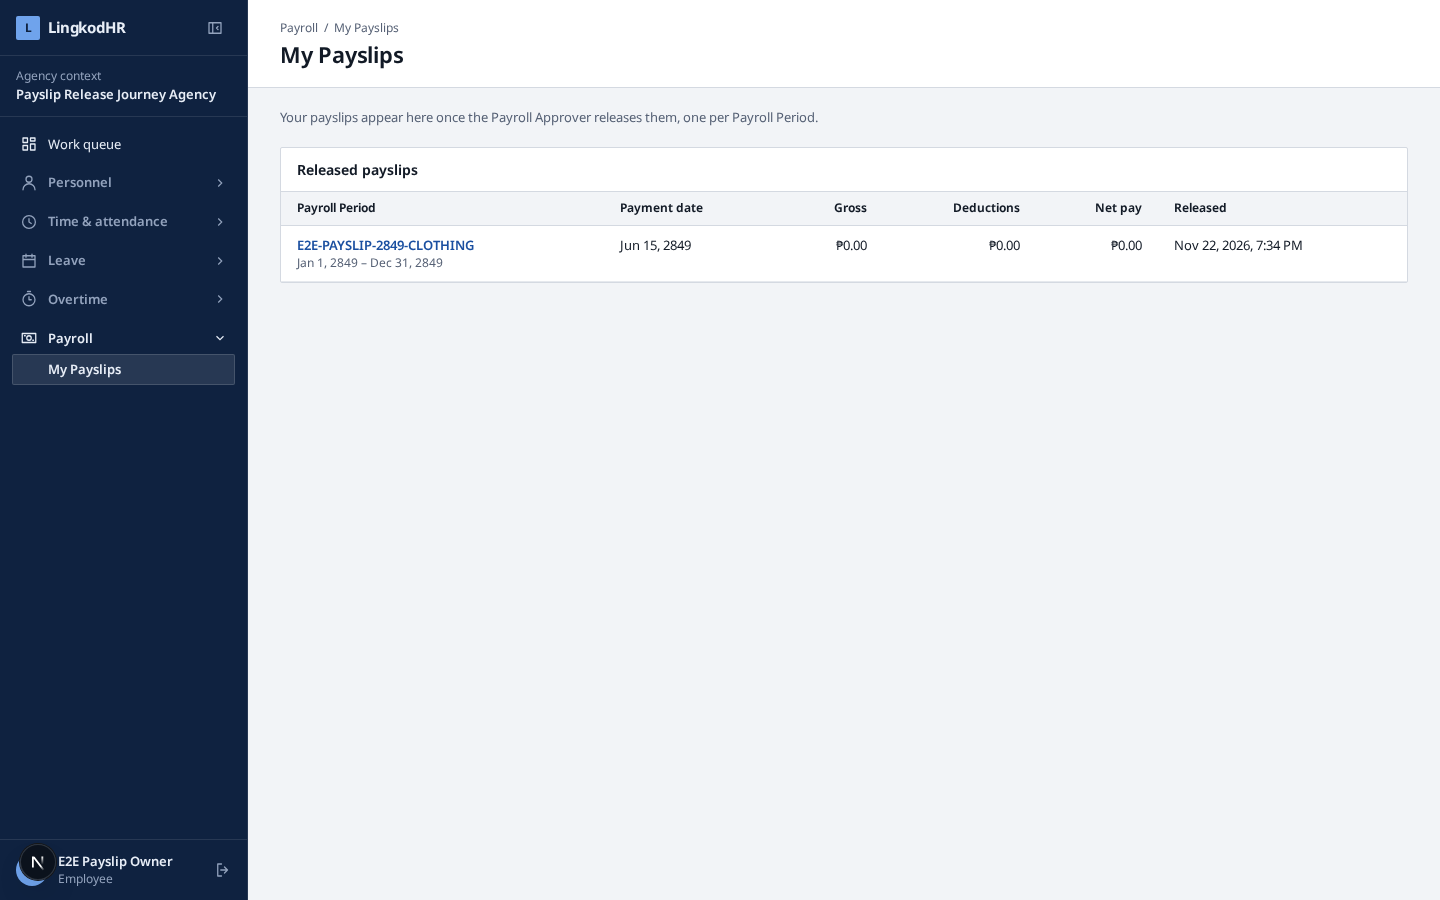 L LingkodHR
Agency context
Payslip Release Journey Agency
Work queue
Personnel
Time & attendance
Leave
Overtime
Payroll
My Payslips
N
E2E Payslip Owner
Employee
Payroll / My Payslips
My Payslips
Your payslips appear here once the Payroll Approver releases them, one per Payroll Period.
Released payslips
Payroll Period Payment date Gross Deductions Net pay Released
E2E-PAYSLIP-2849-CLOTHING Jun 15, 2849 ₱0.00 ₱0.00 ₱0.00 Nov 22, 2026, 7:34 PM
Jan 1, 2849 – Dec 31, 2849